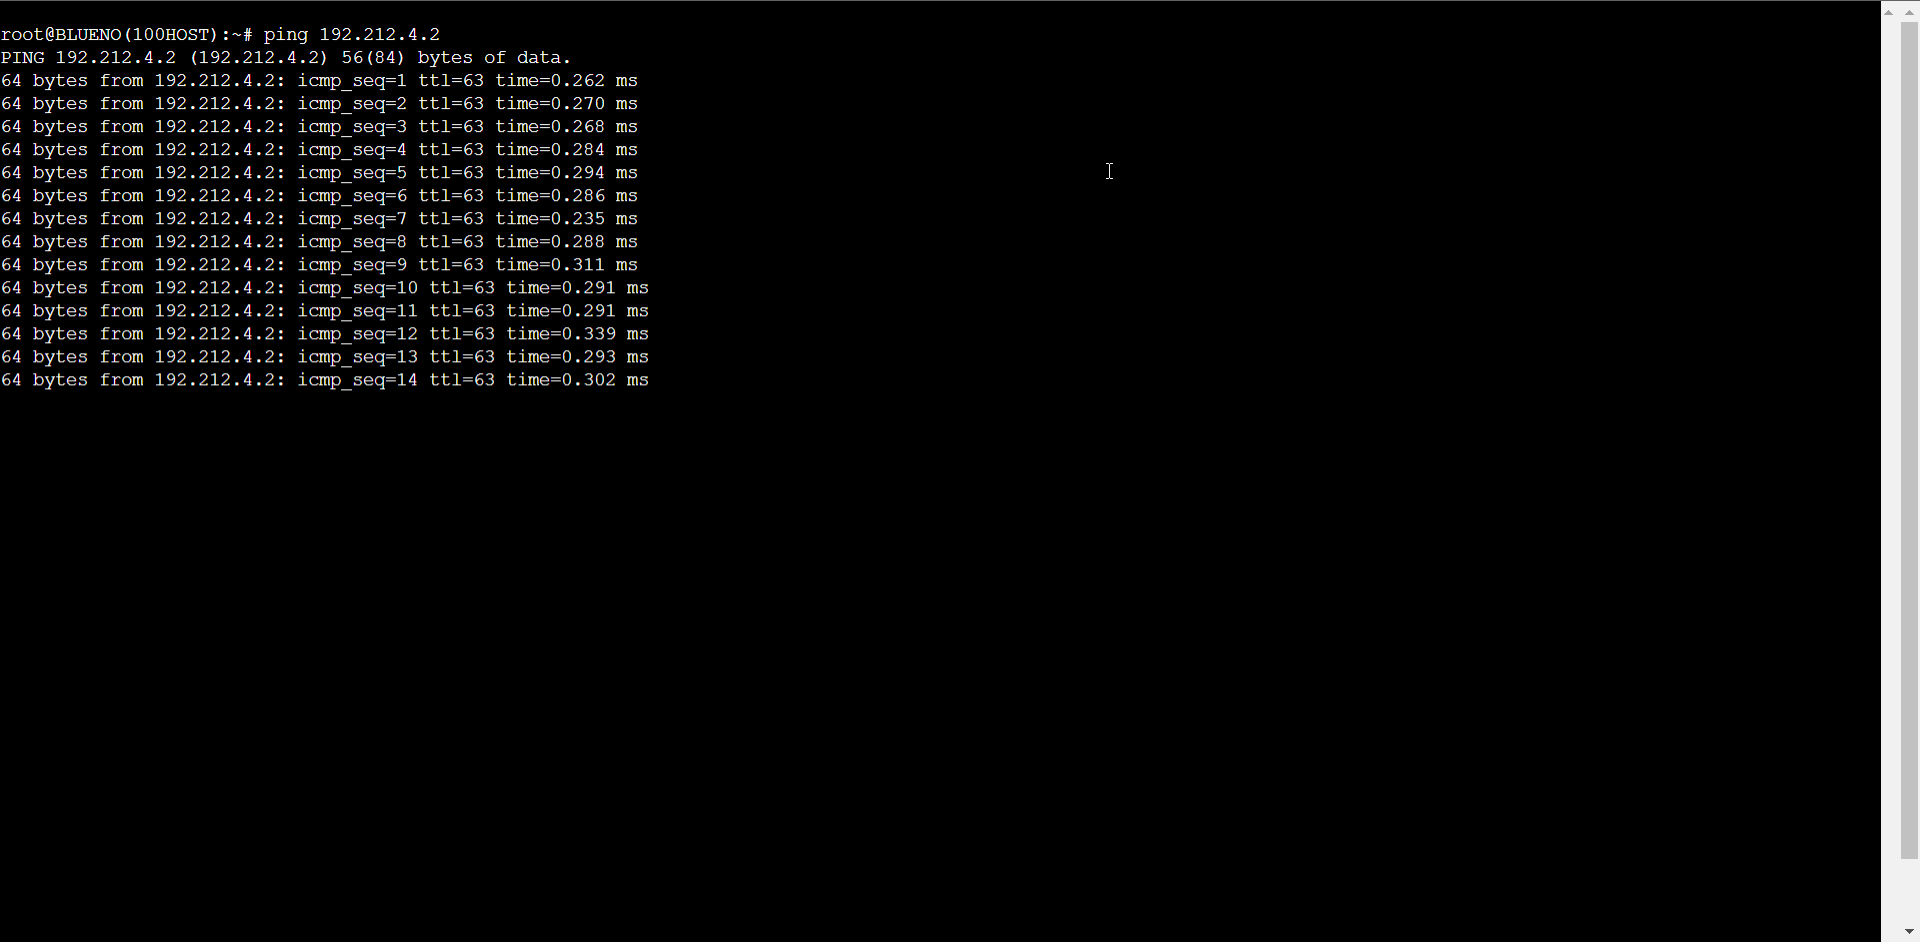 root@BLUENO(100HOST):~# ping 192.212.4.2
PING 192.212.4.2 (192.212.4.2) 56(84) bytes of data.
64 bytes from 192.212.4.2: icmp_seq=1 ttl=63 time=0.262 ms
64 bytes from 192.212.4.2: icmp_seq=2 ttl=63 time=0.270 ms
64 bytes from 192.212.4.2: icmp_seq=3 ttl=63 time=0.268 ms
64 bytes from 192.212.4.2: icmp_seq=4 ttl=63 time=0.284 ms
64 bytes from 192.212.4.2: icmp_seq=5 ttl=63 time=0.294 ms
64 bytes from 192.212.4.2: icmp_seq=6 ttl=63 time=0.286 ms
64 bytes from 192.212.4.2: icmp_seq=7 ttl=63 time=0.235 ms
64 bytes from 192.212.4.2: icmp_seq=8 ttl=63 time=0.288 ms
64 bytes from 192.212.4.2: icmp_seq=9 ttl=63 time=0.311 ms
64 bytes from 192.212.4.2: icmp_seq=10 ttl=63 time=0.291 ms
64 bytes from 192.212.4.2: icmp_seq=11 ttl=63 time=0.291 ms
64 bytes from 192.212.4.2: icmp_seq=12 ttl=63 time=0.339 ms
64 bytes from 192.212.4.2: icmp_seq=13 ttl=63 time=0.293 ms
64 bytes from 192.212.4.2: icmp_seq=14 ttl=63 time=0.302 ms